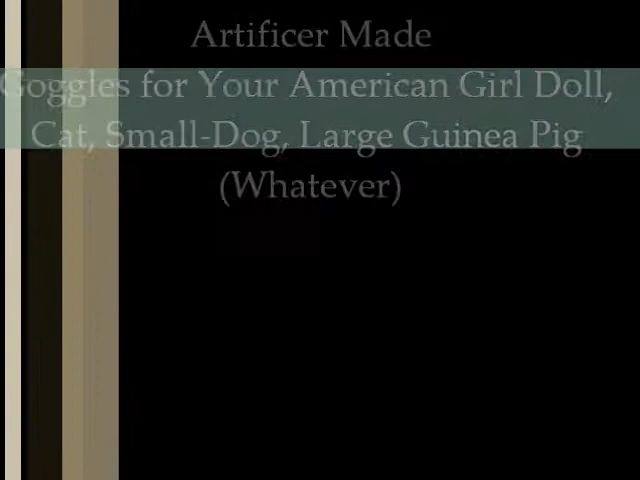 Artificer Made
Goggles for Your American Girl Doll,
Cat, Small-Dog, Large Guinea Pig
(Whatever)